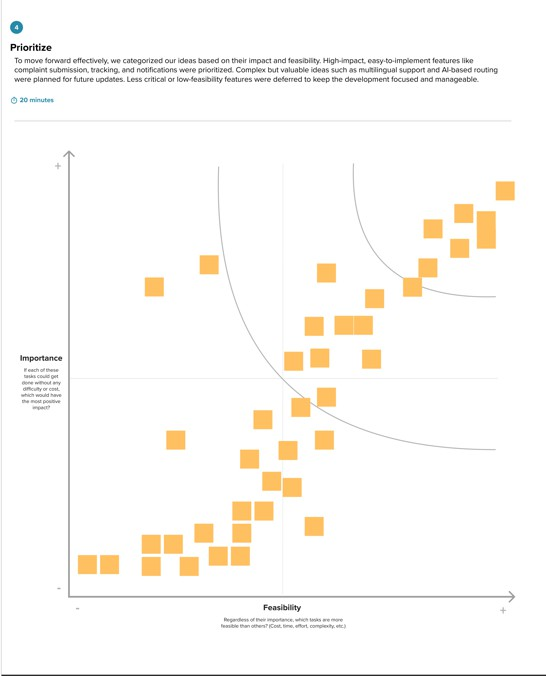 4
Prioritize
To move forward effectively, we categorized our ideas based on their impact and feasibility. High-impact, easy-to-implement features like
complaint submission, tracking, and notifications were prioritized. Complex but valuable ideas such as multilingual support and AI-based routing
were planned for future updates. Less critical or low-feasibility features were deferred to keep the development focused and manageable.
20 minutes
+
Importance
If each of these
tasks could get
done without any
difficulty or cost,
which would have
the most positive
impact?
-
-
Feasibility
+
Regardless of their importance, which tasks are more
feasible than others? (Cost, time, effort, complexity, etc.)